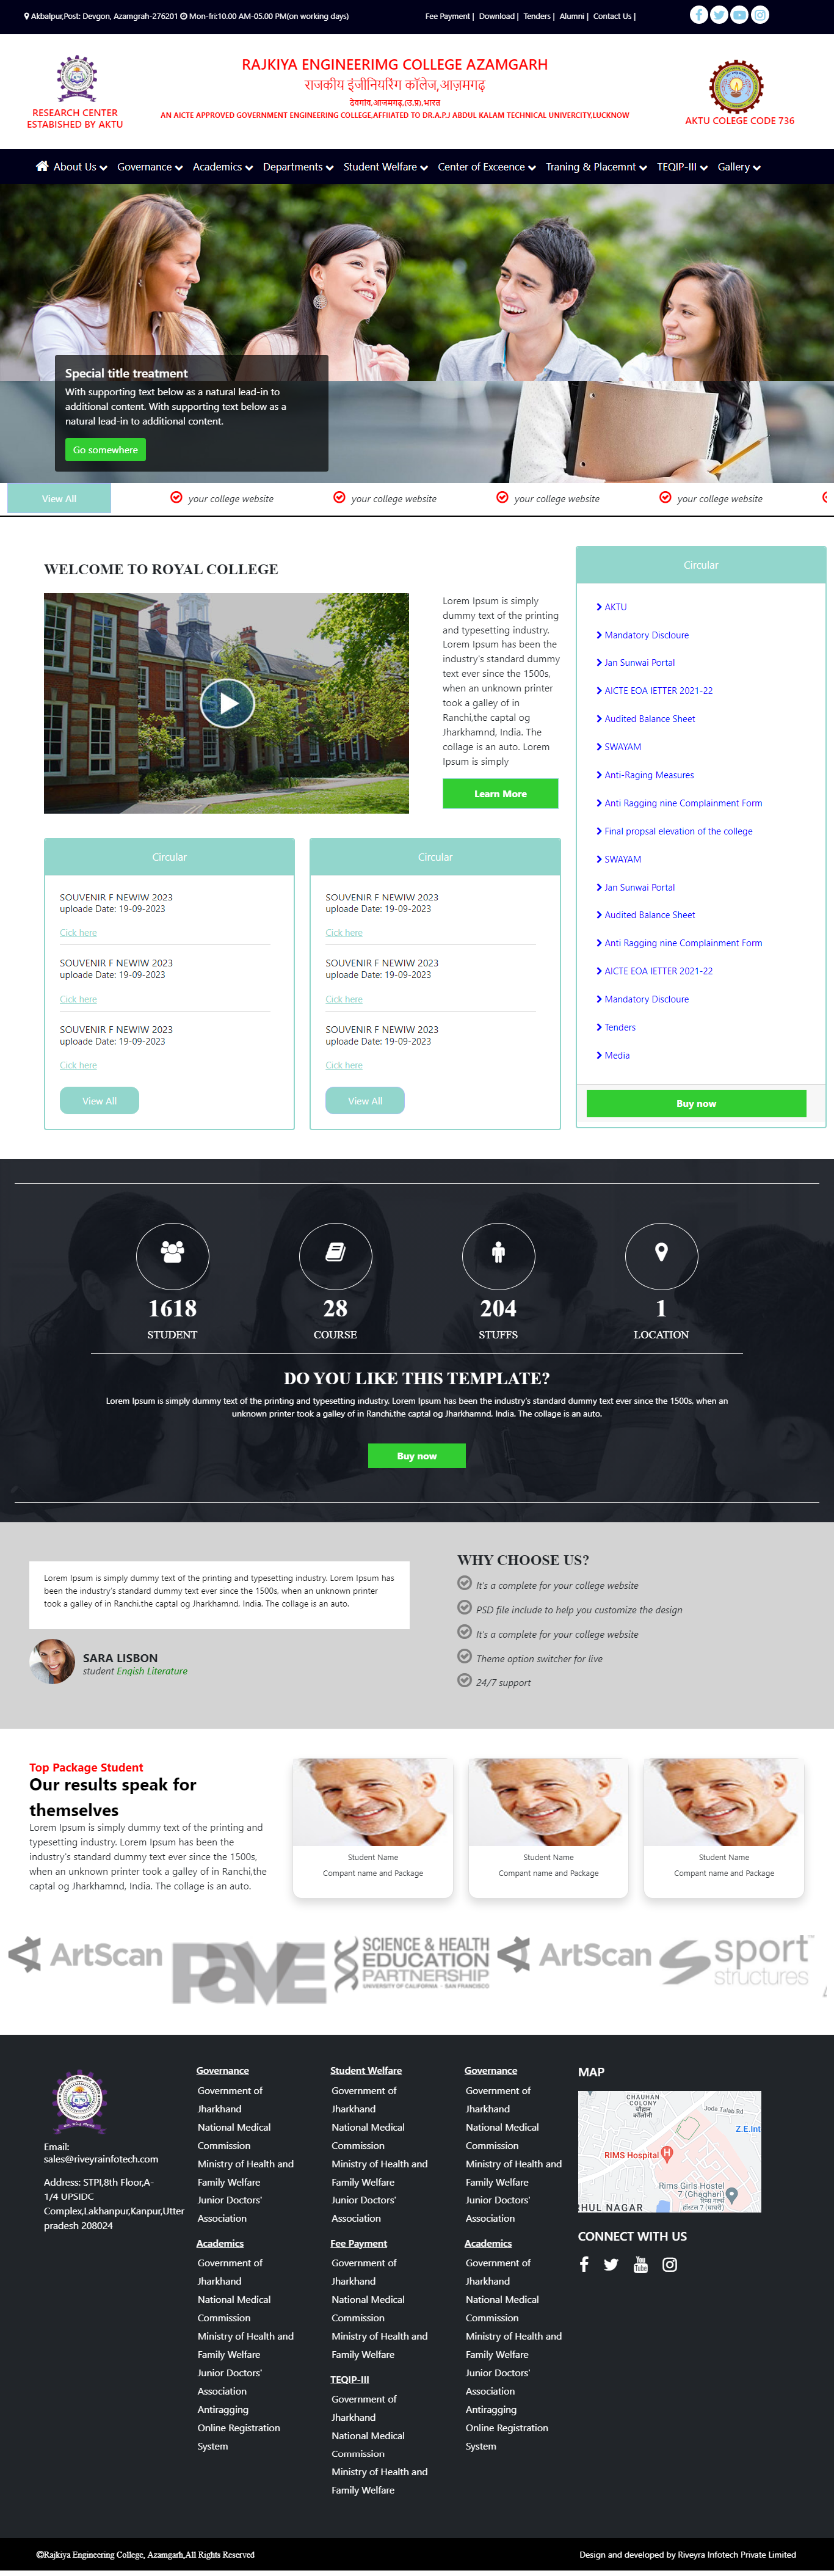 Akbalpur,Post: Devgon, Azamgrah-276201 Mon-fri:10.00 AM-05.00 PM(on working days)
Fee Payment | Download | Tenders | Alumni | Contact Us |
RAJKIYA ENGINEERIMG COLLEGE AZAMGARH
राजकीय इंजीनियरिंग कॉलेज,आज़मगढ़
देवगांव,आजमगढ़,(उ.प्र),भारत
AN AICTE APPROVED GOVERNMENT ENGINEERING COLLEGE,AFFIIATED TO DR.A.P.J ABDUL KALAM TECHNICAL UNIVERCITY,LUCKNOW
RESEARCH CENTER
ESTABISHED BY AKTU
AKTU COLEGE CODE 736
About Us Governance Academics Departments Student Welfare Center of Exceence Traning & Placemnt TEQIP-III Gallery
Special title treatment
With supporting text below as a natural lead-in to
additional content. With supporting text below as a
natural lead-in to additional content.
Go somewhere
View All your college website your college website your college website your college website
WELCOME TO ROYAL COLLEGE
Lorem Ipsum is simply
dummy text of the printing
and typesetting industry.
Lorem Ipsum has been the
industry's standard dummy
text ever since the 1500s,
when an unknown printer
took a galley of in
Ranchi,the captal og
Jharkhamnd, India. The
collage is an auto. Lorem
Ipsum is simply
Learn More
Circular
SOUVENIR F NEWIW 2023
uploade Date: 19-09-2023
Cick here
SOUVENIR F NEWIW 2023
uploade Date: 19-09-2023
Cick here
SOUVENIR F NEWIW 2023
uploade Date: 19-09-2023
Cick here
View All
Circular
SOUVENIR F NEWIW 2023
uploade Date: 19-09-2023
Cick here
SOUVENIR F NEWIW 2023
uploade Date: 19-09-2023
Cick here
SOUVENIR F NEWIW 2023
uploade Date: 19-09-2023
Cick here
View All
Circular
AKTU
Mandatory Discloure
Jan Sunwai Portal
AICTE EOA IETTER 2021-22
Audited Balance Sheet
SWAYAM
Anti-Raging Measures
Anti Ragging nine Complainment Form
Final propsal elevation of the college
SWAYAM
Jan Sunwai Portal
Audited Balance Sheet
Anti Ragging nine Complainment Form
AICTE EOA IETTER 2021-22
Mandatory Discloure
Tenders
Media
Buy now
1618 28 204 1
STUDENT COURSE STUFFS LOCATION
DO YOU LIKE THIS TEMPLATE?
Lorem Ipsum is simply dummy text of the printing and typesetting industry. Lorem Ipsum has been the industry's standard dummy text ever since the 1500s, when an
unknown printer took a galley of in Ranchi,the captal og Jharkhamnd, India. The collage is an auto.
Buy now
Lorem Ipsum is simply dummy text of the printing and typesetting industry. Lorem Ipsum has
been the industry's standard dummy text ever since the 1500s, when an unknown printer
took a galley of in Ranchi,the captal og Jharkhamnd, India. The collage is an auto.
SARA LISBON
student Engish Literature
WHY CHOOSE US?
It's a complete for your college website
PSD file include to help you customize the design
It's a complete for your college website
Theme option switcher for live
24/7 support
Top Package Student
Our results speak for
themselves
Lorem Ipsum is simply dummy text of the printing and
typesetting industry. Lorem Ipsum has been the
industry's standard dummy text ever since the 1500s,
when an unknown printer took a galley of in Ranchi,the
captal og Jharkhamnd, India. The collage is an auto.
Student Name
Compant name and Package
Student Name
Compant name and Package
Student Name
Compant name and Package
ArtScan
PaVE
SCIENCE & HEALTH
EDUCATION
PARTNERSHIP
UNIVERSITY OF CALIFORNIA - SAN FRANCISCO
ArtScan
sport
structures
Email:
sales@riveyrainfotech.com
Address: STPI,8th Floor,A-
1/4 UPSIDC
Complex,Lakhanpur,Kanpur,Utter
pradesh 208024
Governance
Government of
Jharkhand
National Medical
Commission
Ministry of Health and
Family Welfare
Junior Doctors'
Association
Academics
Government of
Jharkhand
National Medical
Commission
Ministry of Health and
Family Welfare
Junior Doctors'
Association
Antiragging
Online Registration
System
Student Welfare
Government of
Jharkhand
National Medical
Commission
Ministry of Health and
Family Welfare
Junior Doctors'
Association
Fee Payment
Government of
Jharkhand
National Medical
Commission
Ministry of Health and
Family Welfare
TEQIP-III
Government of
Jharkhand
National Medical
Commission
Ministry of Health and
Family Welfare
Governance
Government of
Jharkhand
National Medical
Commission
Ministry of Health and
Family Welfare
Junior Doctors'
Association
Academics
Government of
Jharkhand
National Medical
Commission
Ministry of Health and
Family Welfare
Junior Doctors'
Association
Antiragging
Online Registration
System
MAP
CHAUHAN
COLONY
चौहान
कॉलोनी
Joda Talab Rd
Z.E.Int
RIMS Hospital
Rims Girls Hostel
7 (Chaghari)
RHUL NAGAR
CONNECT WITH US
©Rajkiya Engineering College, Azamgarh,All Rights Reserved
Design and developed by Riveyra Infotech Private Limited